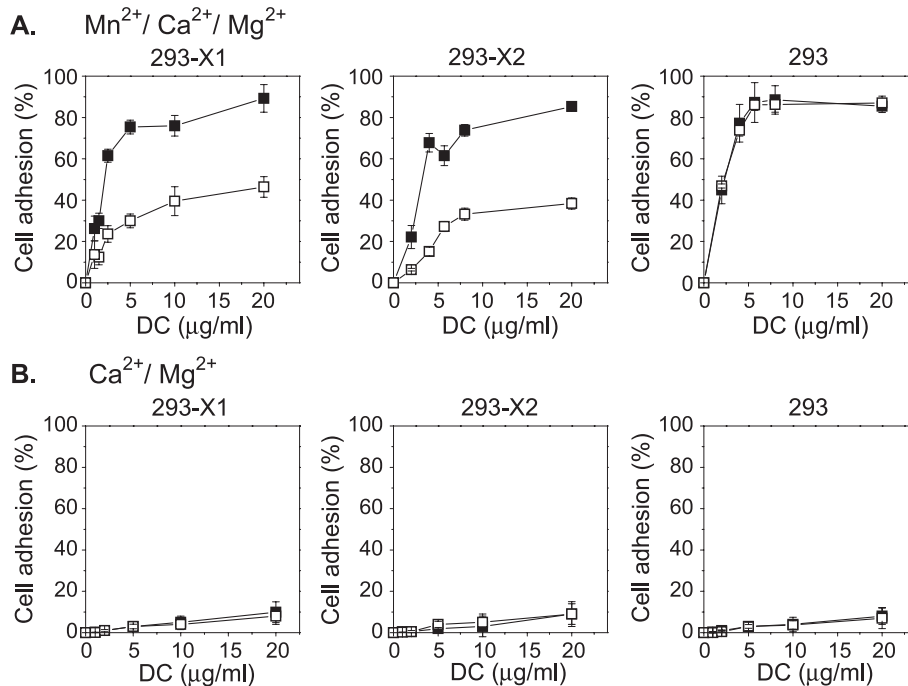 A. Mn²⁺/ Ca²⁺/ Mg²⁺
293-X1 293-X2 293
Cell adhesion (%) Cell adhesion (%) Cell adhesion (%)
100 100 100
80 80 80
60 60 60
40 40 40
20 20 20
0 0 0
0 5 10 15 20 0 5 10 15 20 0 5 10 15 20
DC (μg/ml) DC (μg/ml) DC (μg/ml)
B. Ca²⁺/ Mg²⁺
293-X1 293-X2 293
Cell adhesion (%) Cell adhesion (%) Cell adhesion (%)
100 100 100
80 80 80
60 60 60
40 40 40
20 20 20
0 0 0
0 5 10 15 20 0 5 10 15 20 0 5 10 15 20
DC (μg/ml) DC (μg/ml) DC (μg/ml)